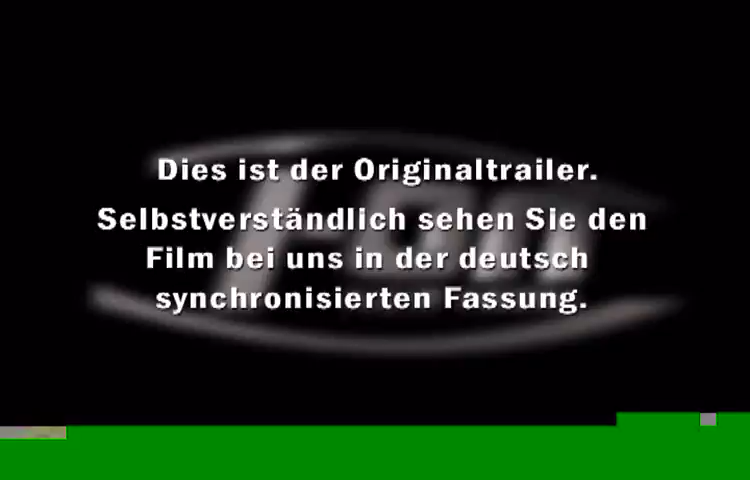 Dies ist der Originaltrailer.
Selbstverständlich sehen Sie den
Film bei uns in der deutsch
synchronisierten Fassung.